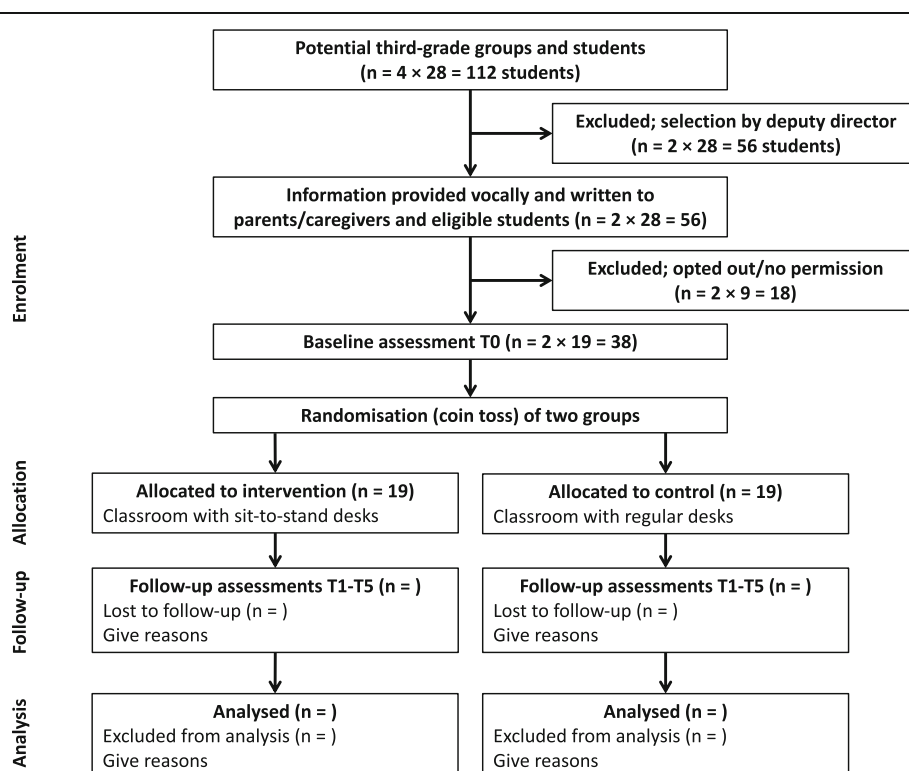 Potential third-grade groups and students
(n = 4 × 28 = 112 students)
Excluded; selection by deputy director
(n = 2 × 28 = 56 students)
Information provided vocally and written to
parents/caregivers and eligible students (n = 2 × 28 = 56)
Enrolment
Excluded; opted out/no permission
(n = 2 × 9 = 18)
Baseline assessment T0 (n = 2 × 19 = 38)
Randomisation (coin toss) of two groups
Allocation
Allocated to intervention (n = 19)
Classroom with sit-to-stand desks
Allocated to control (n = 19)
Classroom with regular desks
Follow-up
Follow-up assessments T1-T5 (n = )
Lost to follow-up (n = )
Give reasons
Follow-up assessments T1-T5 (n = )
Lost to follow-up (n = )
Give reasons
Analysis
Analysed (n = )
Excluded from analysis (n = )
Give reasons
Analysed (n = )
Excluded from analysis (n = )
Give reasons